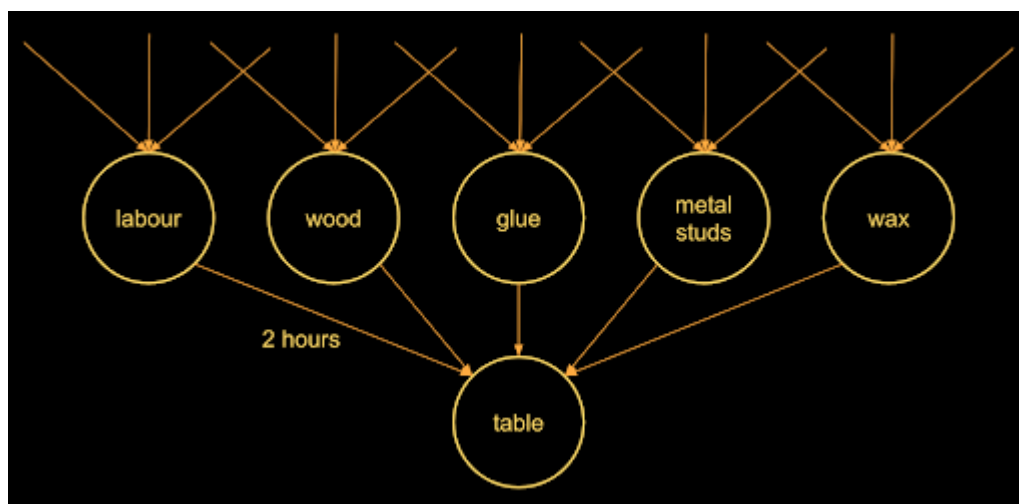 labour
wood
glue
metal
studs
wax
2 hours
table